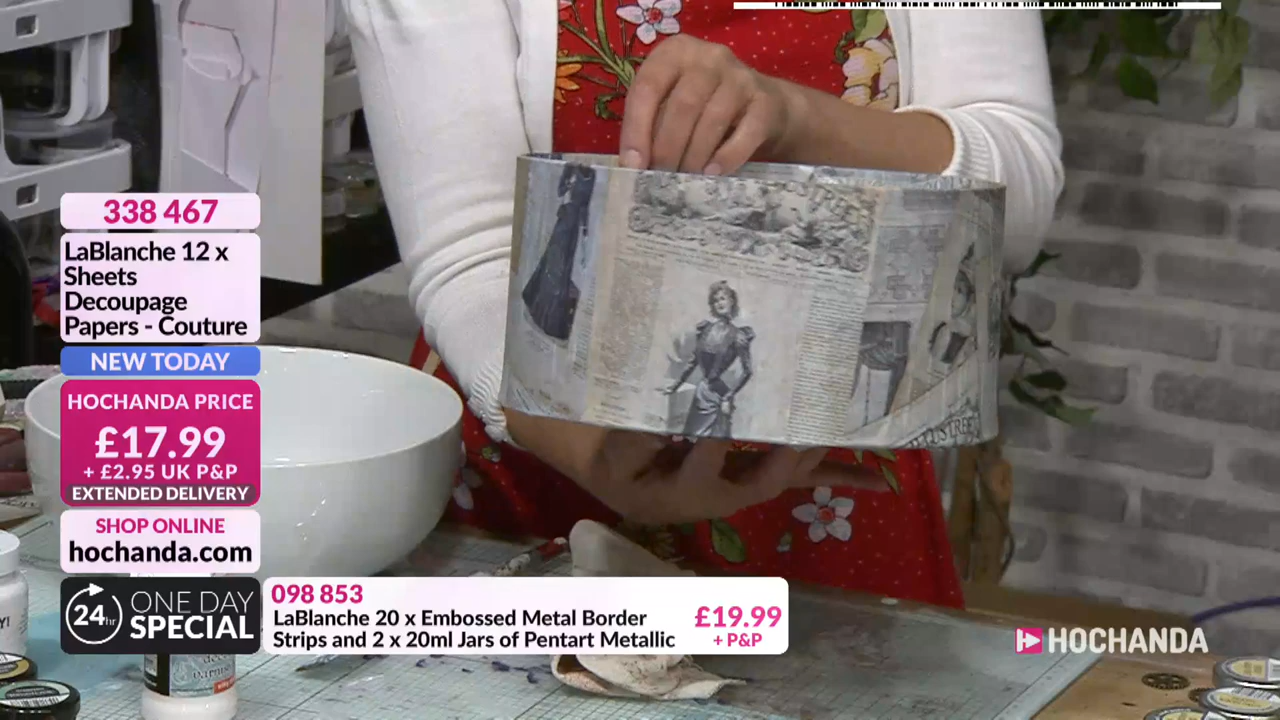 338 467
LaBlanche 12 x
Sheets
Decoupage
Papers - Couture
NEW TODAY
HOCHANDA PRICE
£17.99
+ £2.95 UK P&P
EXTENDED DELIVERY
SHOP ONLINE
hochanda.com
24hr
ONE DAY
SPECIAL
098 853
LaBlanche 20 x Embossed Metal Border
Strips and 2 x 20ml Jars of Pentart Metallic
£19.99
+ P&P
HOCHANDA
varnish